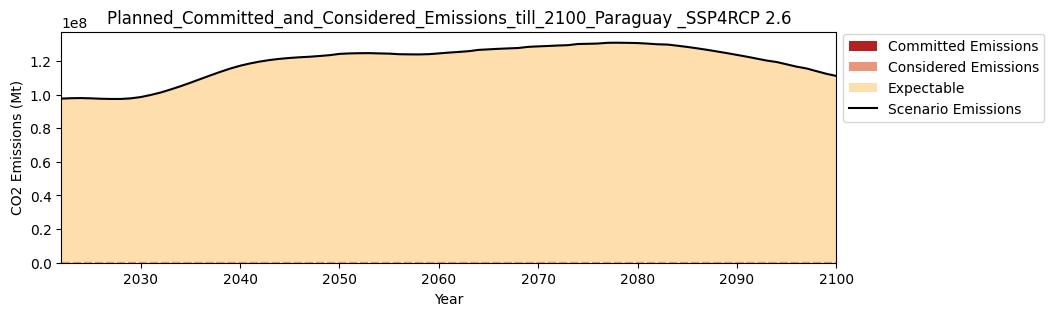 Planned_Committed_and_Considered_Emissions_till_2100_Paraguay _SSP4RCP 2.6
1e8
Committed Emissions
Considered Emissions
Expectable
Scenario Emissions
CO2 Emissions (Mt)
1.2
1.0
0.8
0.6
0.4
0.2
0.0
2030 2040 2050 2060 2070 2080 2090 2100
Year